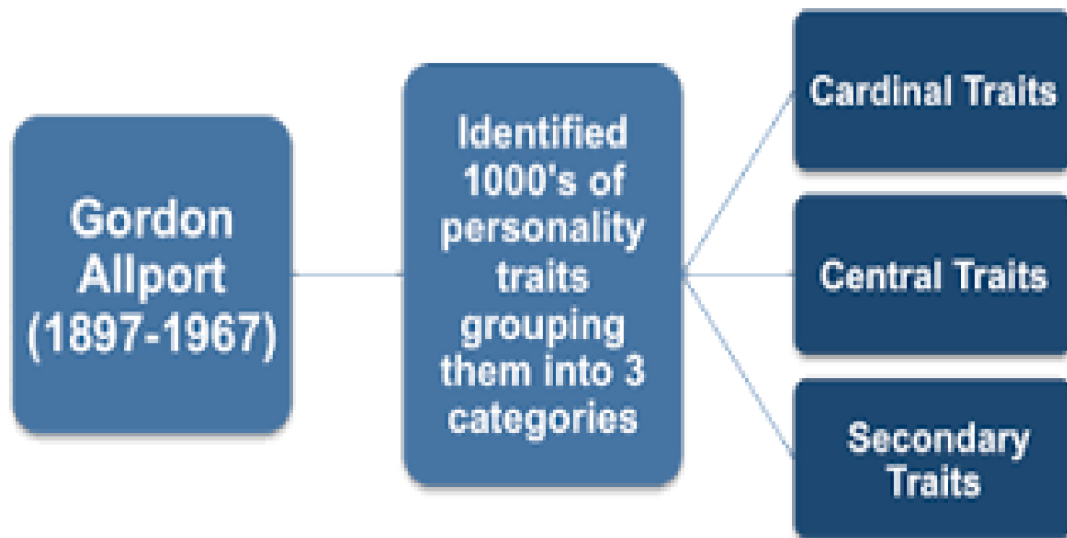 Gordon
Allport
(1897-1967)
Identified
1000's of
personality
traits
grouping
them into 3
categories
Cardinal Traits
Central Traits
Secondary
Traits